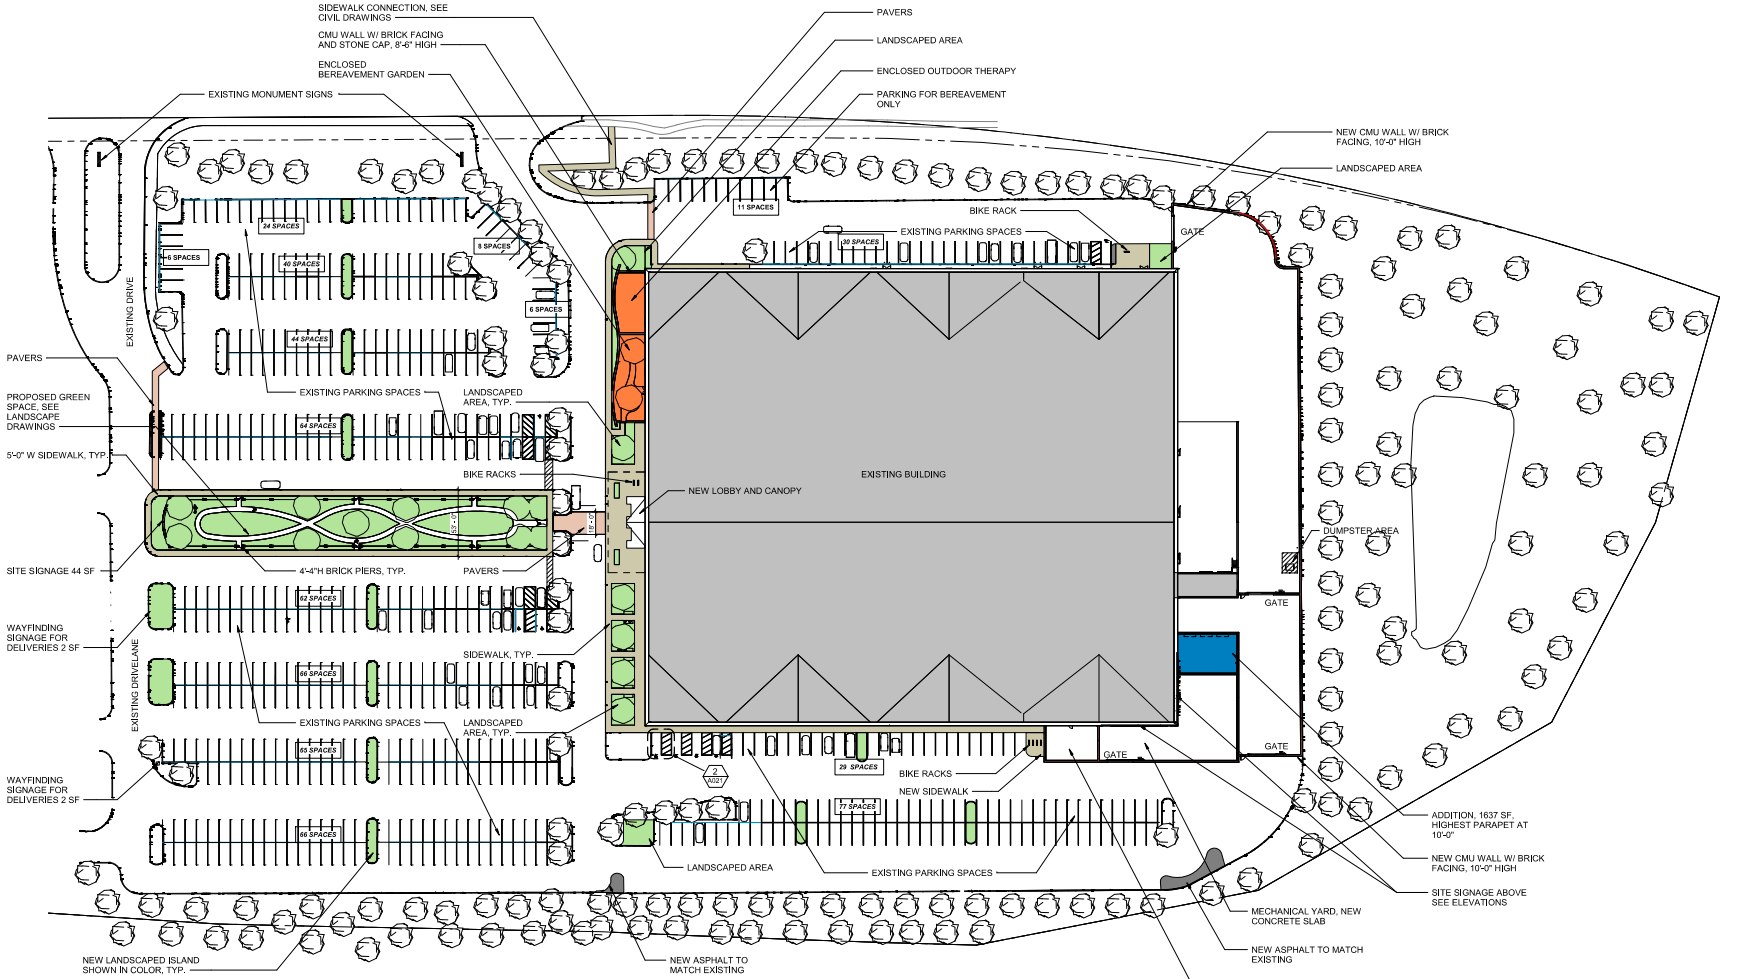 SIDEWALK CONNECTION, SEE
CIVIL DRAWINGS
CMU WALL W/ BRICK FACING
AND STONE CAP, 8'-6" HIGH
ENCLOSED
BEREAVEMENT GARDEN
EXISTING MONUMENT SIGNS
PAVERS
LANDSCAPED AREA
ENCLOSED OUTDOOR THERAPY
PARKING FOR BEREAVEMENT
ONLY
NEW CMU WALL W/ BRICK
FACING, 10'-0" HIGH
LANDSCAPED AREA
11 SPACES
BIKE RACK
GATE
EXISTING PARKING SPACES
30 SPACES
24 SPACES
8 SPACES
6 SPACES
40 SPACES
6 SPACES
EXISTING DRIVE
44 SPACES
PAVERS
PROPOSED GREEN
SPACE, SEE
LANDSCAPE
DRAWINGS
5'-0" W SIDEWALK, TYP.
EXISTING PARKING SPACES
LANDSCAPED
AREA, TYP.
64 SPACES
BIKE RACKS
NEW LOBBY AND CANOPY
EXISTING BUILDING
53' - 0"
18' - 0"
DUMPSTER AREA
SITE SIGNAGE 44 SF
4'-4"H BRICK PIERS, TYP.
PAVERS
62 SPACES
GATE
WAYFINDING
SIGNAGE FOR
DELIVERIES 2 SF
SIDEWALK, TYP.
66 SPACES
EXISTING DRIVELANE
EXISTING PARKING SPACES
LANDSCAPED
AREA, TYP.
65 SPACES
GATE
GATE
29 SPACES
2
A021
BIKE RACKS
NEW SIDEWALK
WAYFINDING
SIGNAGE FOR
DELIVERIES 2 SF
77 SPACES
66 SPACES
ADDITION, 1637 SF,
HIGHEST PARAPET AT
10'-0"
NEW CMU WALL W/ BRICK
FACING, 10'-0" HIGH
LANDSCAPED AREA
EXISTING PARKING SPACES
SITE SIGNAGE ABOVE
SEE ELEVATIONS
MECHANICAL YARD, NEW
CONCRETE SLAB
NEW ASPHALT TO MATCH
EXISTING
NEW LANDSCAPED ISLAND
SHOWN IN COLOR, TYP.
NEW ASPHALT TO
MATCH EXISTING